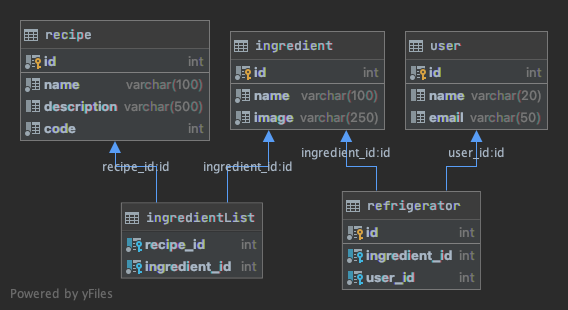 recipe
id int
name varchar(100)
description varchar(500)
code int
ingredient
id int
name varchar(100)
image varchar(250)
user
id int
name varchar(20)
email varchar(50)
recipe_id:id
ingredient_id:id
ingredient_id:id
user_id:id
ingredientList
recipe_id int
ingredient_id int
refrigerator
id int
ingredient_id int
user_id int
Powered by yFiles